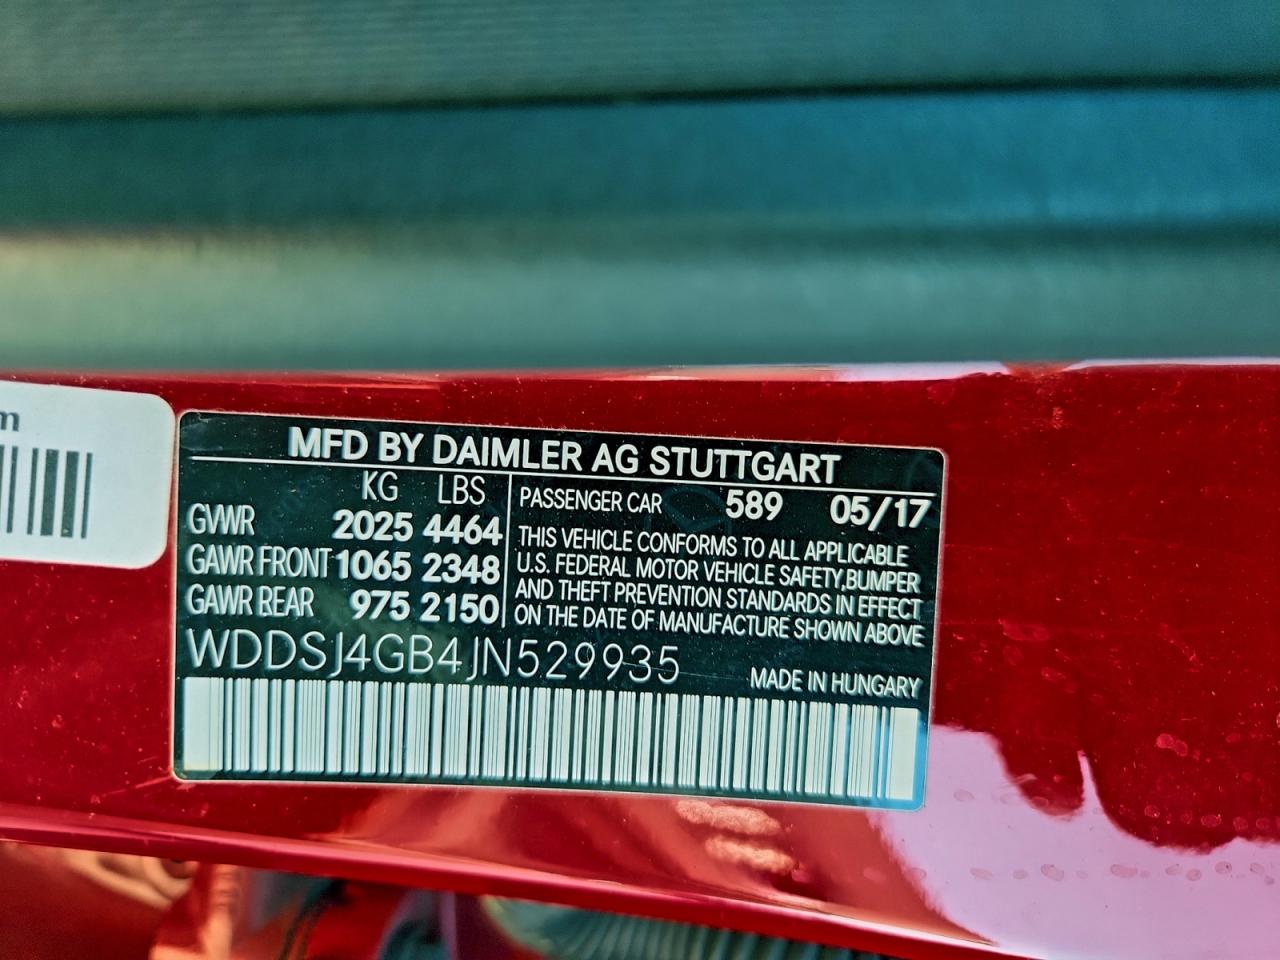 m
MFD BY DAIMLER AG STUTTGART
KG LBS
GVWR 2025 4464
GAWR FRONT 1065 2348
GAWR REAR 975 2150
PASSENGER CAR 589 05/17
THIS VEHICLE CONFORMS TO ALL APPLICABLE
U.S. FEDERAL MOTOR VEHICLE SAFETY,BUMPER
AND THEFT PREVENTION STANDARDS IN EFFECT
ON THE DATE OF MANUFACTURE SHOWN ABOVE
WDDSJ4GB4JN529935
MADE IN HUNGARY